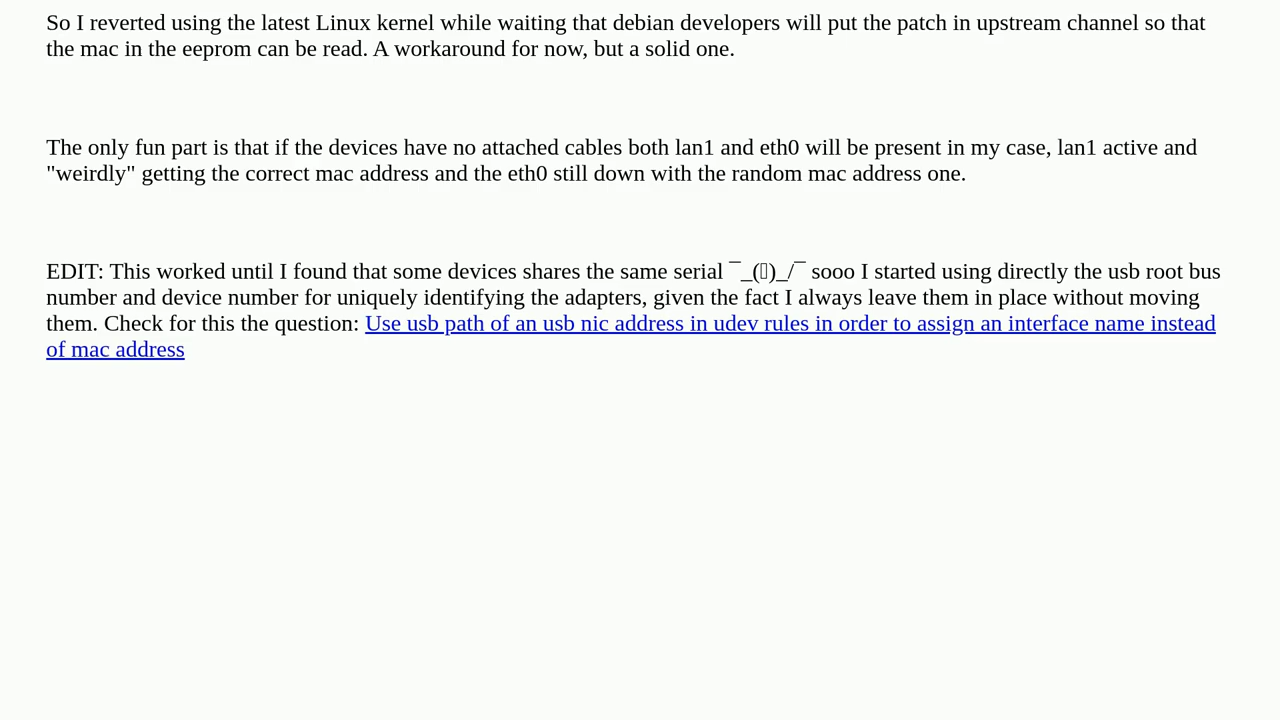 So I reverted using the latest Linux kernel while waiting that debian developers will put the patch in upstream channel so that
the mac in the eeprom can be read. A workaround for now, but a solid one.
The only fun part is that if the devices have no attached cables both lan1 and eth0 will be present in my case, lan1 active and
"weirdly" getting the correct mac address and the eth0 still down with the random mac address one.
EDIT: This worked until I found that some devices shares the same serial ¯_(▯)_/¯ sooo I started using directly the usb root bus
number and device number for uniquely identifying the adapters, given the fact I always leave them in place without moving
them. Check for this the question: Use usb path of an usb nic address in udev rules in order to assign an interface name instead
of mac address